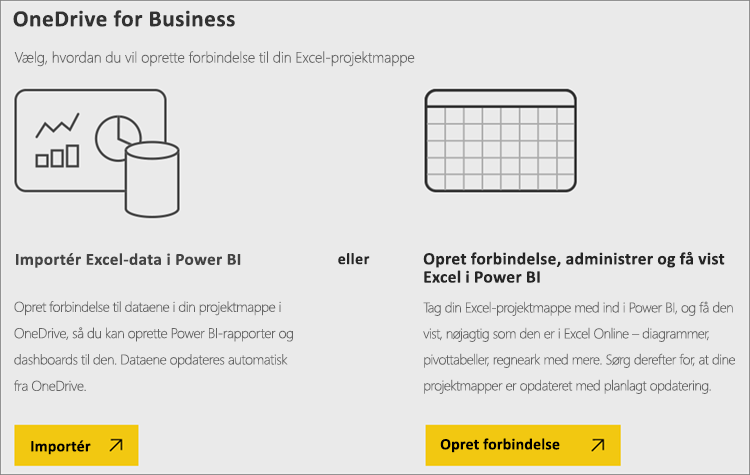 OneDrive for Business
Vælg, hvordan du vil oprette forbindelse til din Excel-projektmappe
Importér Excel-data i Power BI
Opret forbindelse til dataene i din projektmappe i
OneDrive, så du kan oprette Power BI-rapporter og
dashboards til den. Dataene opdateres automatisk
fra OneDrive.
Importér
eller
Opret forbindelse, administrer og få vist
Excel i Power BI
Tag din Excel-projektmappe med ind i Power BI, og få den
vist, nøjagtig som den er i Excel Online – diagrammer,
pivottabeller, regneark med mere. Sørg derefter for, at dine
projektmapper er opdateret med planlagt opdatering.
Opret forbindelse